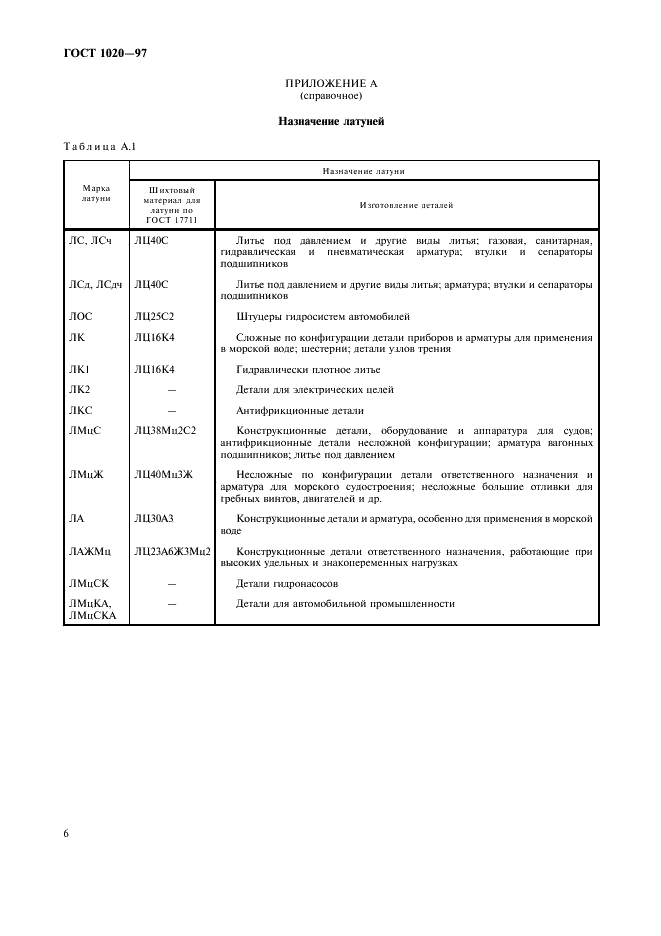 ГОСТ 1020—97
ПРИЛОЖЕНИЕ А
(справочное)
Назначение латуней
Таблица А.1
Марка
латуни
Назначение латуни
Шихтовый
материал для
латуни по
ГОСТ 17711
Изготовление деталей
ЛС, ЛСч
ЛЦ40С
Литье под давлением и другие виды литья; газовая, санитарная,
гидравлическая и пневматическая арматура; втулки и сепараторы
подшипников
ЛСд, ЛСдч
ЛЦ40С
Литье под давлением и другие виды литья; арматура; втулки и сепараторы
подшипников
ЛОС
ЛЦ25С2
Штуцеры гидросистем автомобилей
ЛК
ЛЦ16К4
Сложные по конфигурации детали приборов и арматуры для применения
в морской воде; шестерни; детали узлов трения
ЛК1
ЛЦ16К4
Гидравлически плотное литье
ЛК2
—
Детали для электрических целей
ЛКС
—
Антифрикционные детали
ЛМцС
ЛЦ38Мц2С2
Конструкционные детали, оборудование и аппаратура для судов;
антифрикционные детали несложной конфигурации; арматура вагонных
подшипников; литье под давлением
ЛМцЖ
ЛЦ40Мц3Ж
Несложные по конфигурации детали ответственного назначения и
арматура для морского судостроения; несложные большие отливки для
гребных винтов, двигателей и др.
ЛА
ЛЦ30А3
Конструкционные детали и арматура, особенно для применения в морской
воде
ЛАЖМц
ЛЦ23А6Ж3Мц2
Конструкционные детали ответственного назначения, работающие при
высоких удельных и знакопеременных нагрузках
ЛМцСК
—
Детали гидронасосов
ЛМцКА,
ЛМцСКА
—
Детали для автомобильной промышленности
6